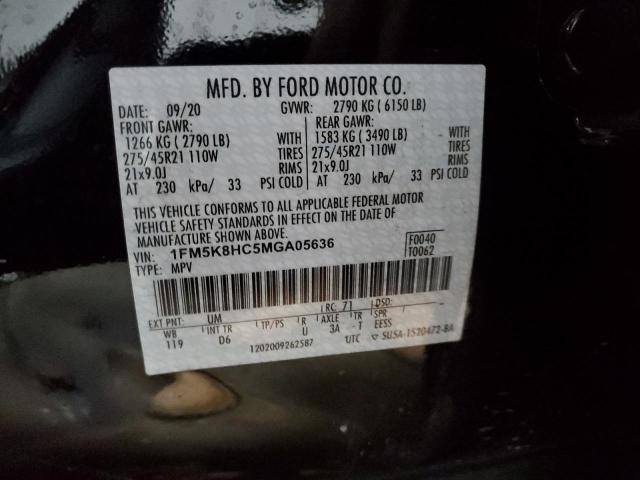 MFD. BY FORD MOTOR CO.
DATE: 09/20 GVWR: 2790 KG ( 6150 LB)
FRONT GAWR: REAR GAWR:
1266 KG ( 2790 LB) WITH 1583 KG ( 3490 LB) WITH
275/45R21 110W TIRES 275/45R21 110W TIRES
21x9.0J RIMS 21x9.0J RIMS
AT 230 kPa/ 33 PSI COLD AT 230 kPa/ 33 PSI COLD
THIS VEHICLE CONFORMS TO ALL APPLICABLE FEDERAL MOTOR
VEHICLE SAFETY STANDARDS IN EFFECT ON THE DATE OF
MANUFACTURE SHOWN ABOVE.
VIN: 1FM5K8HC5MGA05636 F0040
TYPE: MPV T0062
EXT PNT: UM RC: 71 DSO:
WB INT TR TP/PS R AXLE TR SPR
119 D6 U 3A - T EESS
1202009262587 UTC ▽ 5U5A-1520472-BA